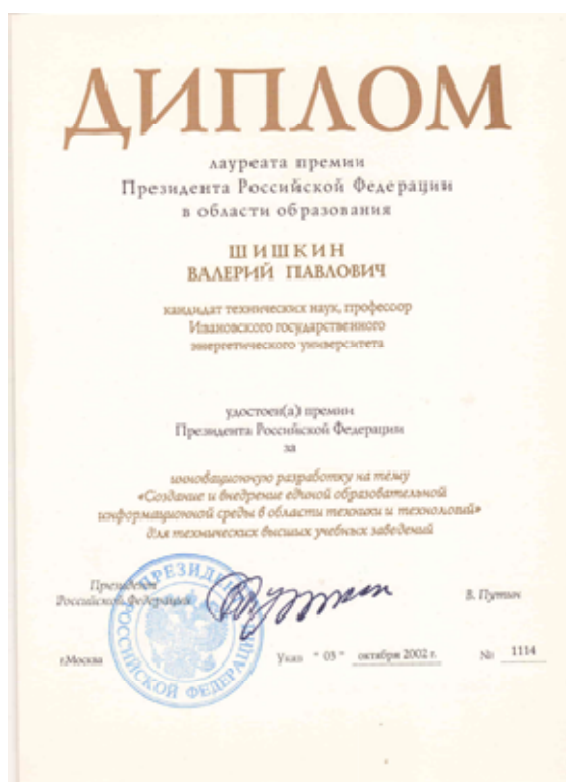 ДИПЛОМ
лауреата премии
Президента Российской Федерации
в области образования
ШИШКИН
ВАЛЕРИЙ ПАВЛОВИЧ
кандидат технических наук, профессор
Ивановского государственного
энергетического университета
удостоен(а) премии
Президента Российской Федерации
за
инновационную разработку на тему
«Создание и внедрение единой образовательной
информационной среды в области техники и технологий»
для технических высших учебных заведений
Президент
Российской Федерации
В. Путин
г.Москва Указ "03" октября 2002 г. № 1114